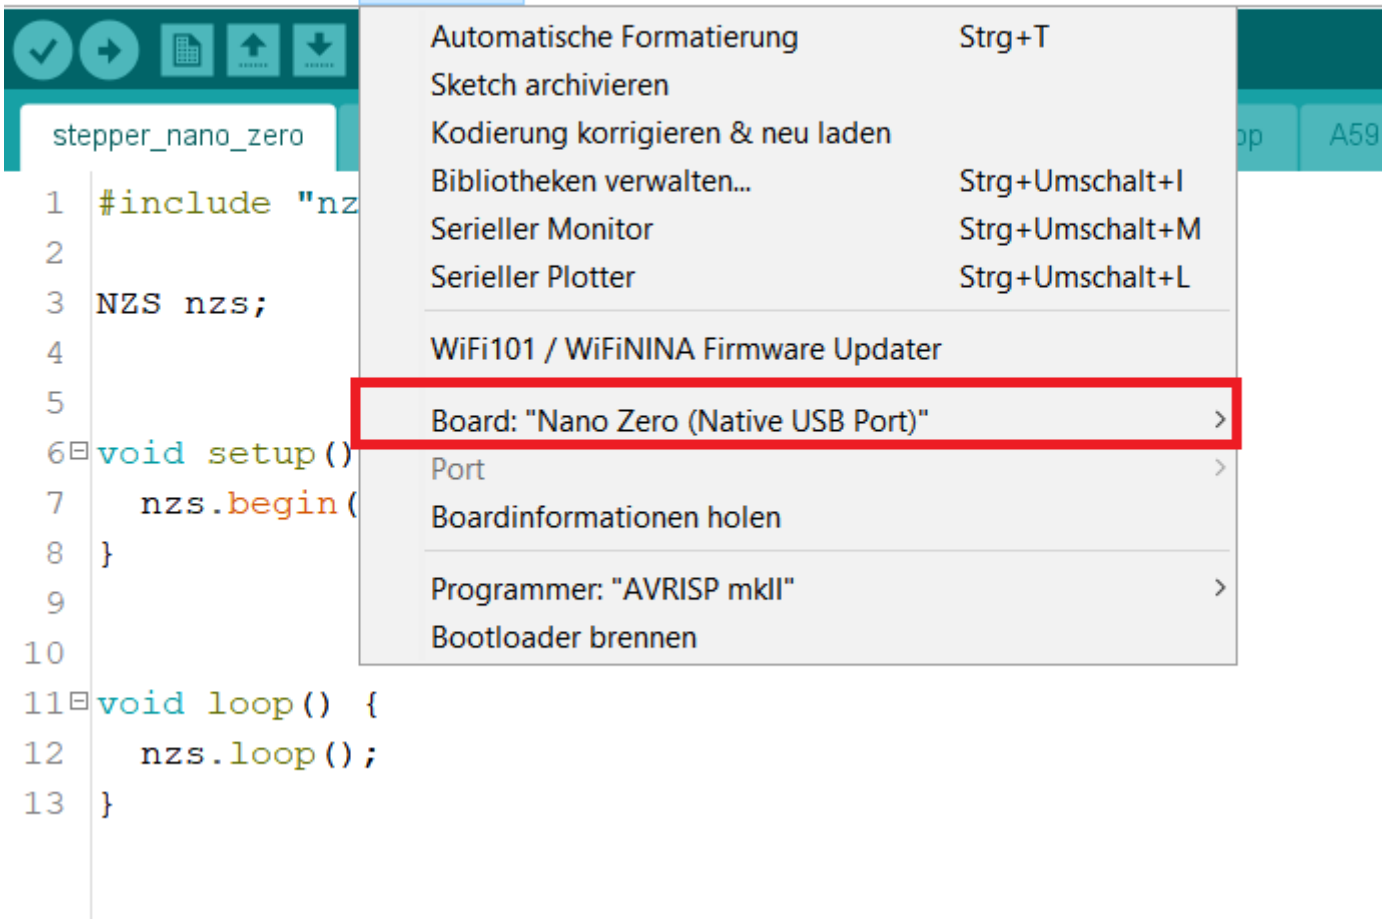 Automatische Formatierung Strg+T
Sketch archivieren
Kodierung korrigieren & neu laden
Bibliotheken verwalten... Strg+Umschalt+I
Serieller Monitor Strg+Umschalt+M
Serieller Plotter Strg+Umschalt+L
WiFi101 / WiFiNINA Firmware Updater
Board: "Nano Zero (Native USB Port)"
Port
Boardinformationen holen
Programmer: "AVRISP mkII"
Bootloader brennen
stepper_nano_zero op A59
1 #include "nz
2
3 NZS nzs;
4
5
6 void setup()
7 nzs.begin(
8 }
9
10
11 void loop() {
12 nzs.loop();
13 }